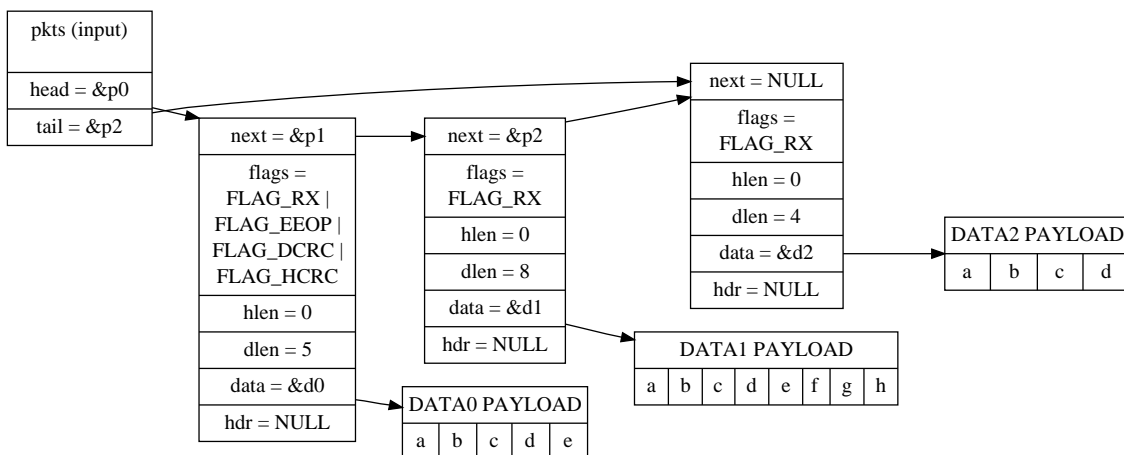 pkts (input)
head = &p0
tail = &p2
next = &p1
flags =
FLAG_RX |
FLAG_EEOP |
FLAG_DCRC |
FLAG_HCRC
hlen = 0
dlen = 5
data = &d0
hdr = NULL
DATA0 PAYLOAD
a b c d e
next = &p2
flags =
FLAG_RX
hlen = 0
dlen = 8
data = &d1
hdr = NULL
DATA1 PAYLOAD
a b c d e f g h
next = NULL
flags =
FLAG_RX
hlen = 0
dlen = 4
data = &d2
hdr = NULL
DATA2 PAYLOAD
a b c d